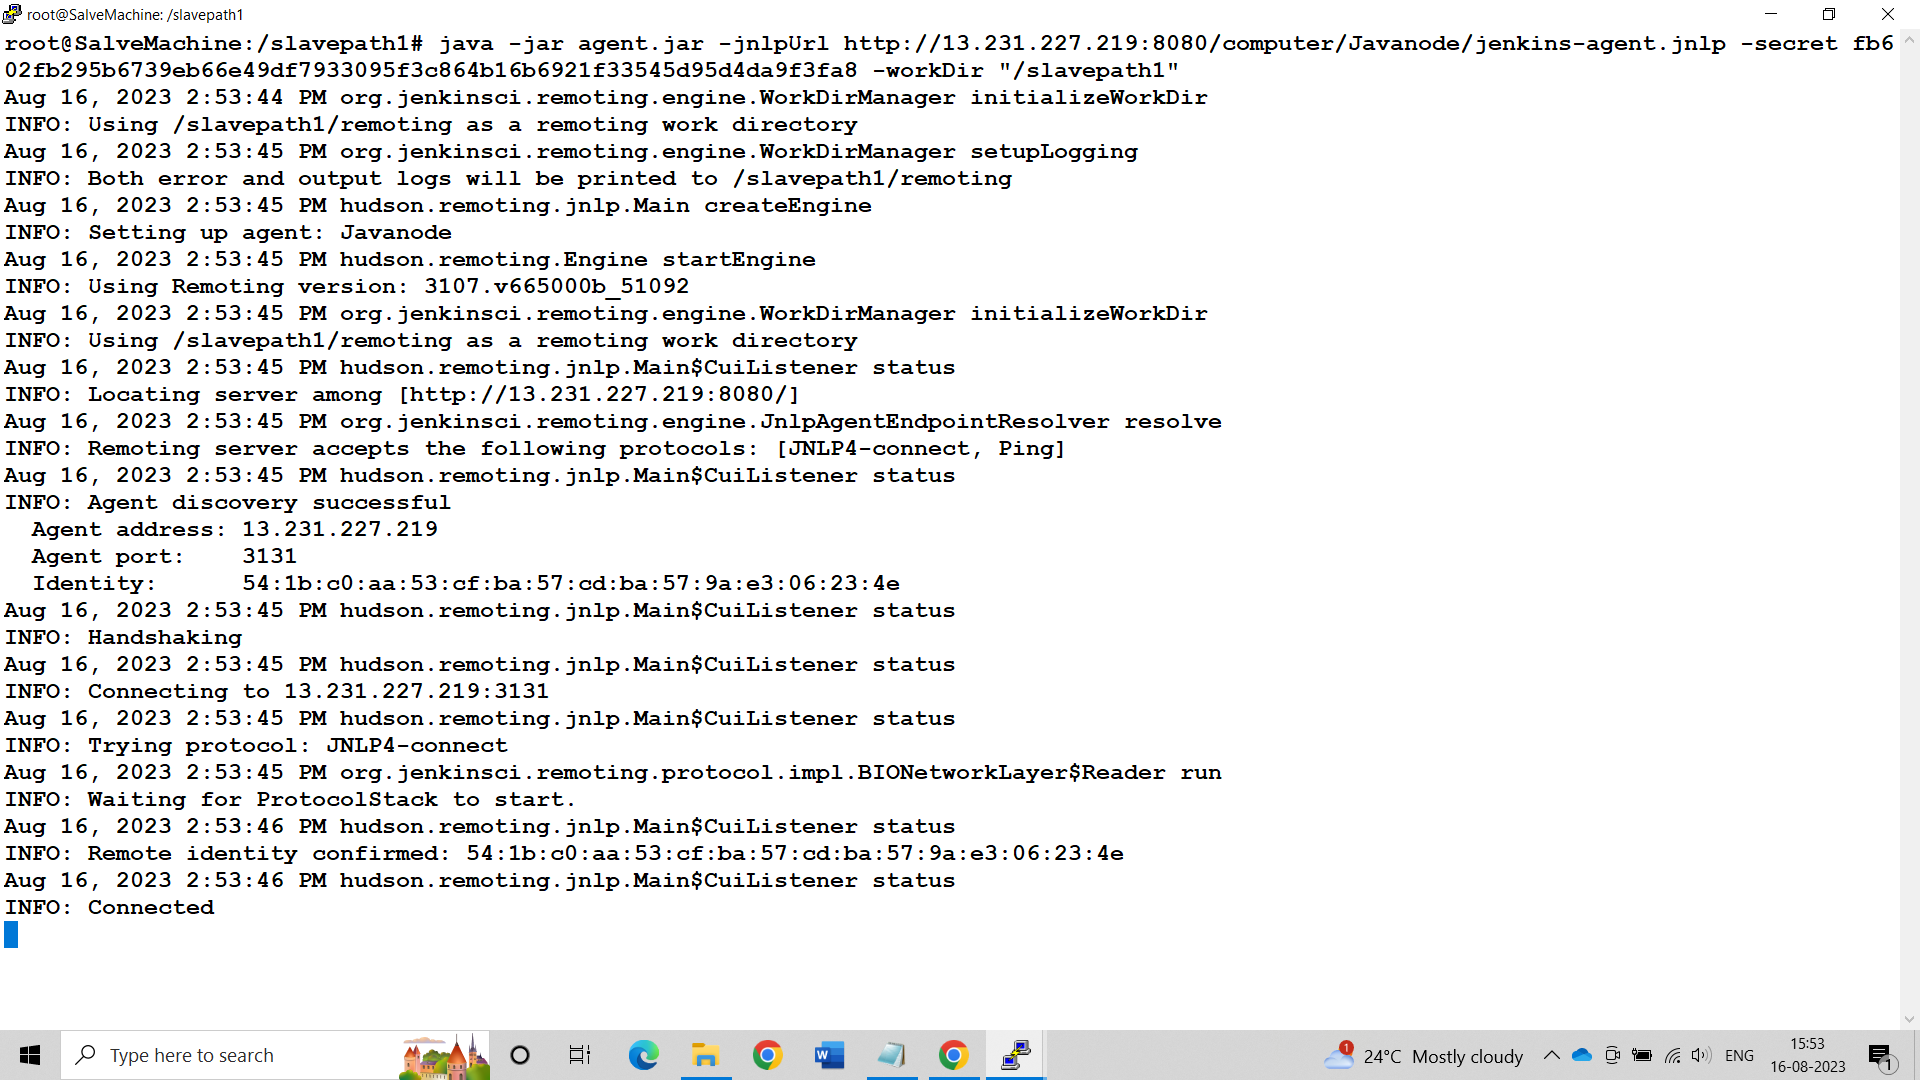 root@SalveMachine: /slavepath1
root@SalveMachine:/slavepath1# java -jar agent.jar -jnlpUrl http://13.231.227.219:8080/computer/Javanode/jenkins-agent.jnlp -secret fb6
02fb295b6739eb66e49df7933095f3c864b16b6921f33545d95d4da9f3fa8 -workDir "/slavepath1"
Aug 16, 2023 2:53:44 PM org.jenkinsci.remoting.engine.WorkDirManager initializeWorkDir
INFO: Using /slavepath1/remoting as a remoting work directory
Aug 16, 2023 2:53:45 PM org.jenkinsci.remoting.engine.WorkDirManager setupLogging
INFO: Both error and output logs will be printed to /slavepath1/remoting
Aug 16, 2023 2:53:45 PM hudson.remoting.jnlp.Main createEngine
INFO: Setting up agent: Javanode
Aug 16, 2023 2:53:45 PM hudson.remoting.Engine startEngine
INFO: Using Remoting version: 3107.v665000b_51092
Aug 16, 2023 2:53:45 PM org.jenkinsci.remoting.engine.WorkDirManager initializeWorkDir
INFO: Using /slavepath1/remoting as a remoting work directory
Aug 16, 2023 2:53:45 PM hudson.remoting.jnlp.Main$CuiListener status
INFO: Locating server among [http://13.231.227.219:8080/]
Aug 16, 2023 2:53:45 PM org.jenkinsci.remoting.engine.JnlpAgentEndpointResolver resolve
INFO: Remoting server accepts the following protocols: [JNLP4-connect, Ping]
Aug 16, 2023 2:53:45 PM hudson.remoting.jnlp.Main$CuiListener status
INFO: Agent discovery successful
Agent address: 13.231.227.219
Agent port: 3131
Identity: 54:1b:c0:aa:53:cf:ba:57:cd:ba:57:9a:e3:06:23:4e
Aug 16, 2023 2:53:45 PM hudson.remoting.jnlp.Main$CuiListener status
INFO: Handshaking
Aug 16, 2023 2:53:45 PM hudson.remoting.jnlp.Main$CuiListener status
INFO: Connecting to 13.231.227.219:3131
Aug 16, 2023 2:53:45 PM hudson.remoting.jnlp.Main$CuiListener status
INFO: Trying protocol: JNLP4-connect
Aug 16, 2023 2:53:45 PM org.jenkinsci.remoting.protocol.impl.BIONetworkLayer$Reader run
INFO: Waiting for ProtocolStack to start.
Aug 16, 2023 2:53:46 PM hudson.remoting.jnlp.Main$CuiListener status
INFO: Remote identity confirmed: 54:1b:c0:aa:53:cf:ba:57:cd:ba:57:9a:e3:06:23:4e
Aug 16, 2023 2:53:46 PM hudson.remoting.jnlp.Main$CuiListener status
INFO: Connected
Type here to search
W
1
24°C Mostly cloudy
ENG
15:53
16-08-2023
1